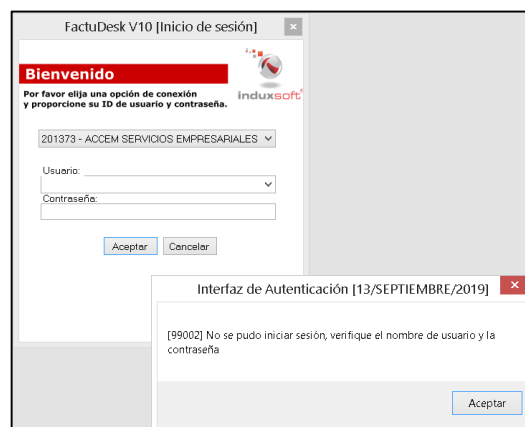 FactuDesk V10 [Inicio de sesión]
Bienvenido
Por favor elija una opción de conexión
y proporcione su ID de usuario y contraseña.
induxsoft
201373 - ACCEM SERVICIOS EMPRESARIALES
Usuario:
Contraseña:
Aceptar Cancelar
Interfaz de Autenticación [13/SEPTIEMBRE/2019]
[99002] No se pudo iniciar sesión, verifique el nombre de usuario y la
contraseña
Aceptar